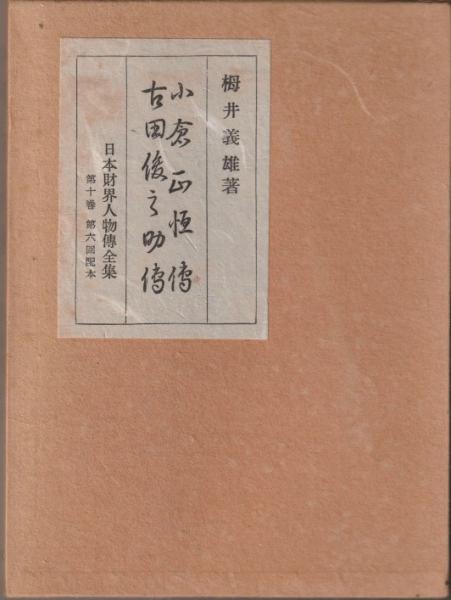 栂井義雄著
小倉正恒傳
古田俊之助傳
日本財界人物傳全集
第十巻 第六回配本